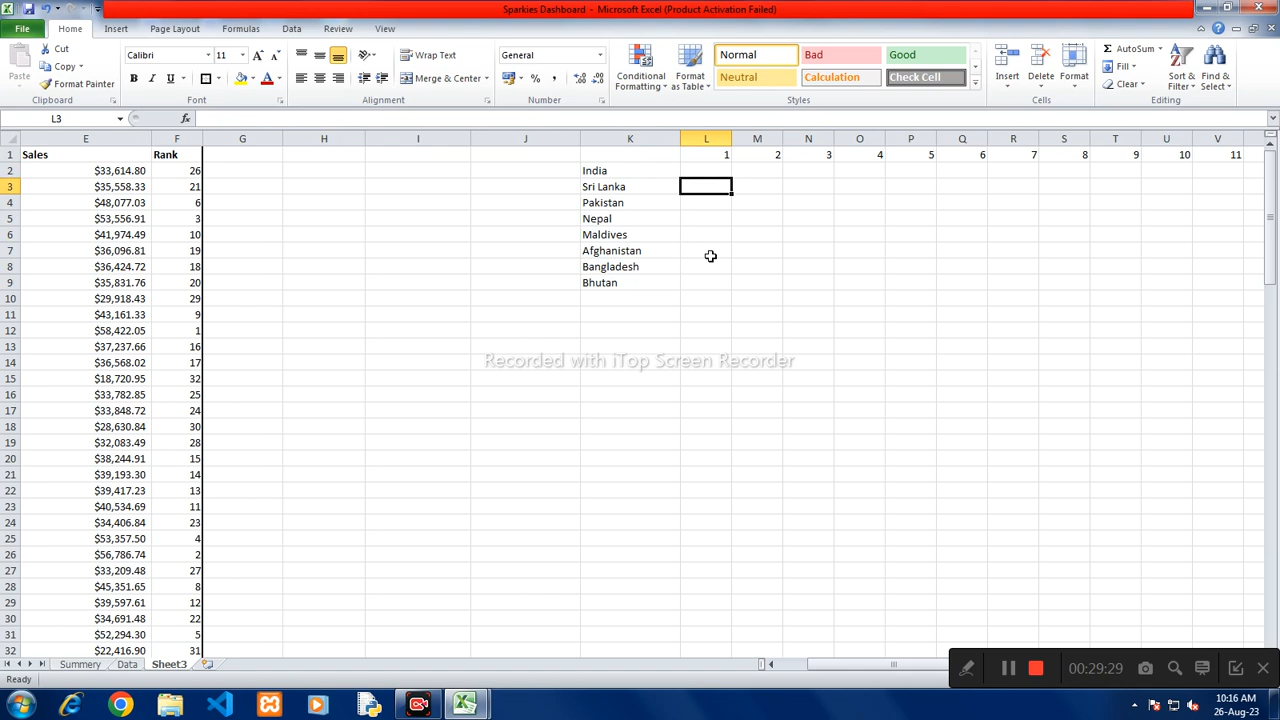 Sparkies Dashboard - Microsoft Excel (Product Activation Failed)
File Home Insert Page Layout Formulas Data Review View
Paste Cut Copy Format Painter Clipboard
Calibri 11 B I U A A A Font
Wrap Text Merge & Center Alignment
General % , Number
Conditional Formatting Format as Table
Normal Bad Good
Neutral Calculation Check Cell
Styles
Insert Delete Format Cells
Σ AutoSum Fill Clear Sort & Filter Find & Select Editing
L3 fx
E F G H I J K L M N O P Q R S T U V
1 Sales Rank 1 2 3 4 5 6 7 8 9 10 11
2 $33,614.80 26 India
3 $35,558.33 21 Sri Lanka
4 $48,077.03 6 Pakistan
5 $53,556.91 3 Nepal
6 $41,974.49 10 Maldives
7 $36,096.81 19 Afghanistan
8 $36,424.72 18 Bangladesh
9 $35,831.76 20 Bhutan
10 $29,918.43 29
11 $43,161.33 9
12 $58,422.05 1
13 $37,237.66 16
14 $36,568.02 17
Recorded with iTop Screen Recorder
15 $18,720.95 32
16 $33,782.85 25
17 $33,848.72 24
18 $28,630.84 30
19 $32,083.49 28
20 $38,244.91 15
21 $39,193.30 14
22 $39,417.23 13
23 $40,534.69 11
24 $34,406.84 23
25 $53,357.50 4
26 $56,786.74 2
27 $33,209.48 27
28 $45,351.65 8
29 $39,597.61 12
30 $34,691.48 22
31 $52,294.30 5
32 $22,416.90 31
Summery Data Sheet3
Ready
00:29:29
10:16 AM
26-Aug-23